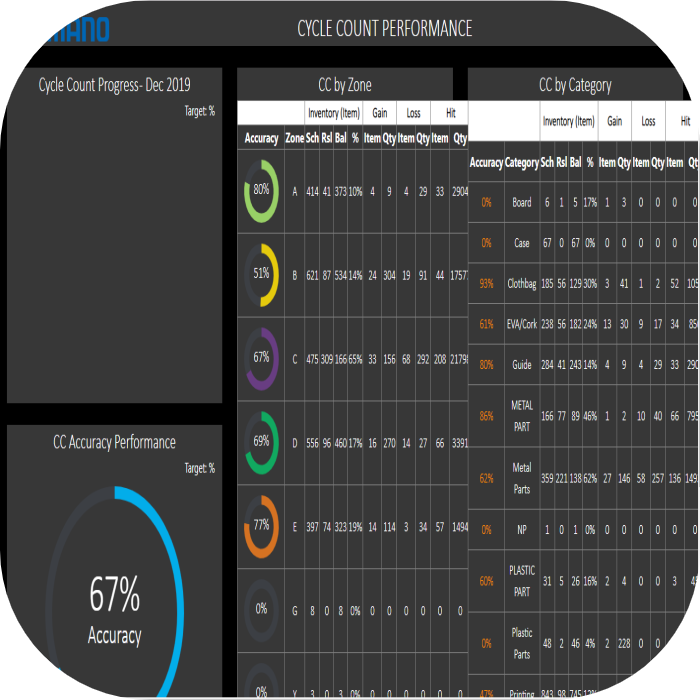 CYCLE COUNT PERFORMANCE
Cycle Count Progress- Dec 2019
Target: %
CC Accuracy Performance
Target: %
67%
Accuracy
CC by Zone
Inventory (Item) Gain Loss Hit
Accuracy Zone Sch Rsl Bal % Item Qty Item Qty Item Qty
80% A 414 41 373 10% 4 9 4 29 33 2904
51% B 621 87 534 14% 24 304 19 91 44 1757
67% C 475 309 166 65% 33 156 68 292 208 2179
69% D 556 96 460 17% 16 270 14 27 66 3391
77% E 397 74 323 19% 14 114 3 34 57 1494
0% G 8 0 8 0% 0 0 0 0 0 0
0% Y 3 0 3 0% 0 0 0 0 0 0
CC by Category
Inventory (Item) Gain Loss Hit
Accuracy Category Sch Rsl Bal % Item Qty Item Qty Item
0% Board 6 1 5 17% 1 3 0 0 0 0
0% Case 67 0 67 0% 0 0 0 0 0 0
93% Clothbag 185 56 129 30% 3 41 1 2 52 105
61% EVA/Cork 238 56 182 24% 13 30 9 17 34
80% Guide 284 41 243 14% 4 9 4 29 33 290
86% METAL PART 166 77 89 46% 1 2 10 40 66 795
62% Metal Parts 359 221 138 62% 27 146 58 257 136 149
0% NP 1 0 1 0% 0 0 0 0 0 0
60% PLASTIC PART 31 5 26 16% 2 4 0 0 3
0% Plastic Parts 48 2 46 4% 2 228 0 0
47% Printing 843 98 745